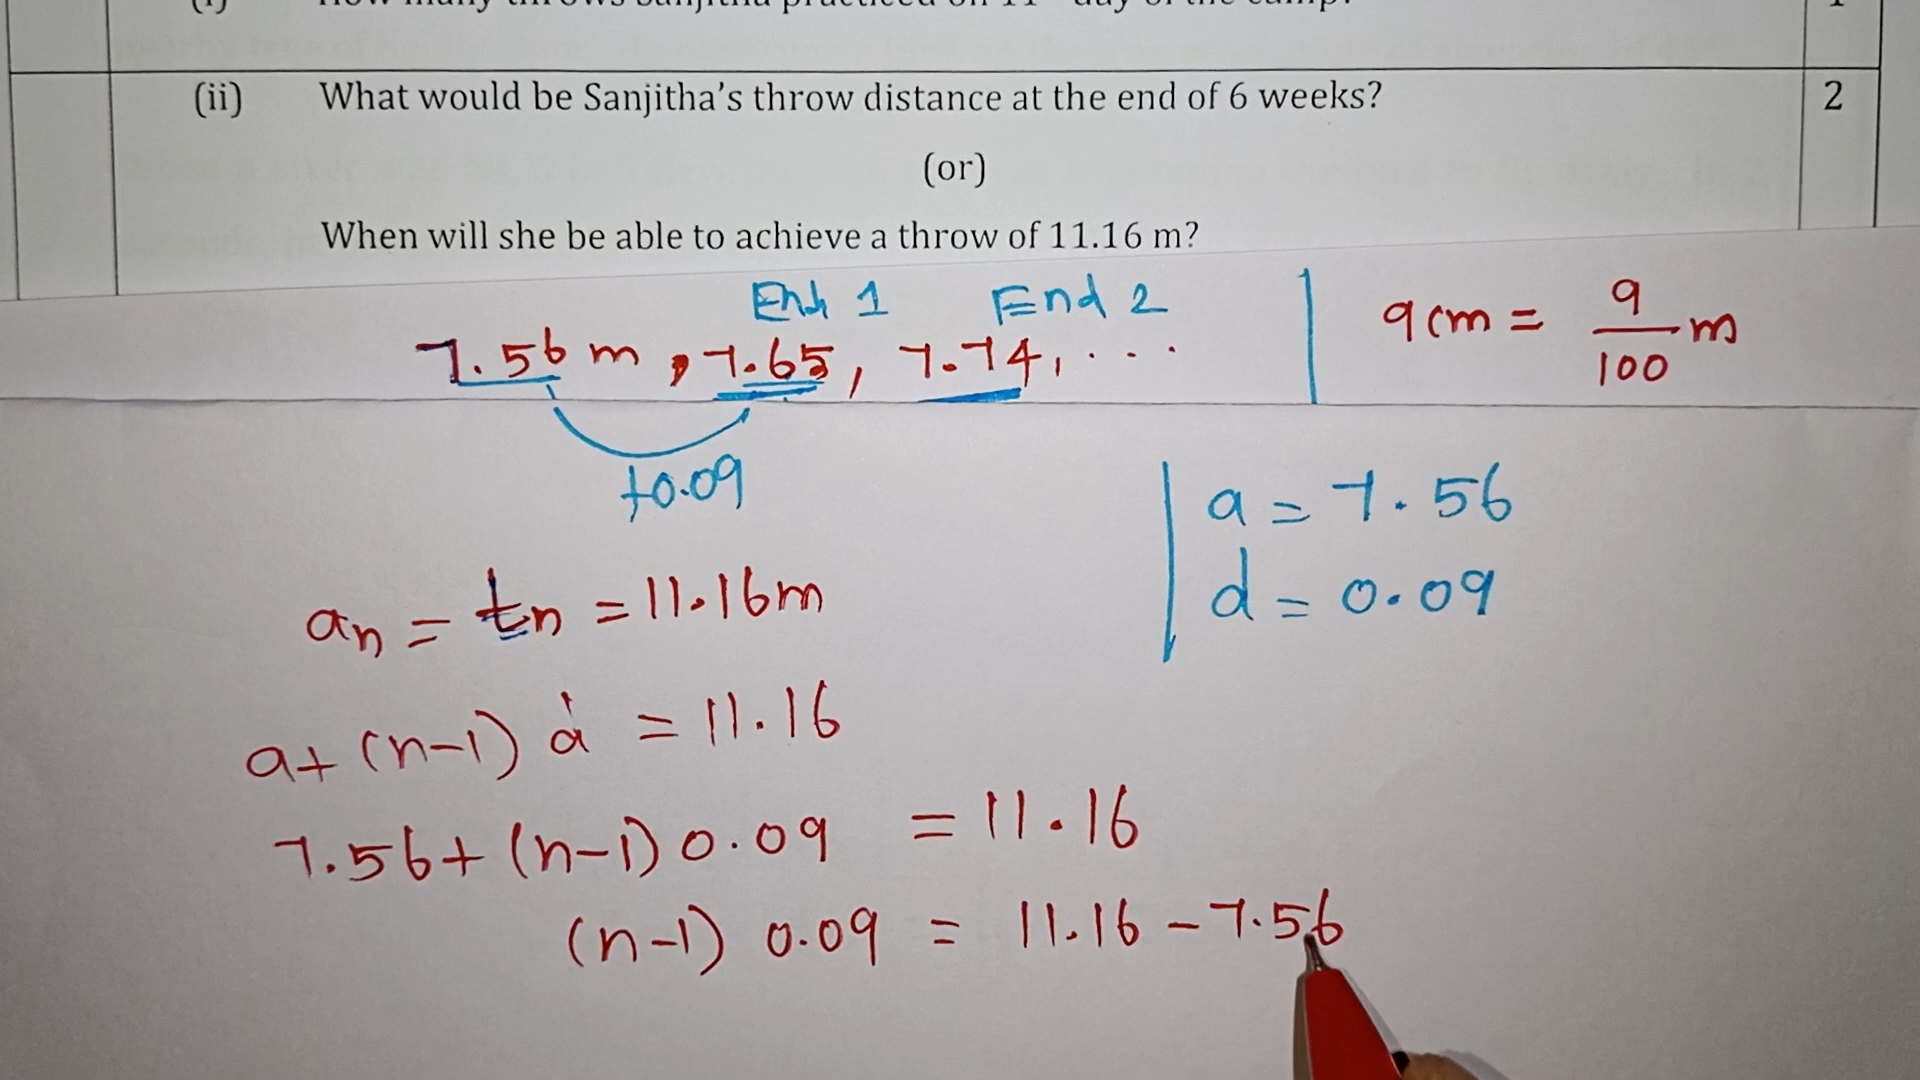 (ii) What would be Sanjitha's throw distance at the end of 6 weeks? 2
(or)
When will she be able to achieve a throw of 11.16 m?
End 1 End 2
7.56 m , 7.65 , 7.74 , ...
9cm = 9/100 m
+0.09
a = 7.56
d = 0.09
an = tn = 11.16m
a+(n-1) d = 11.16
7.56+(n-1)0.09 = 11.16
(n-1) 0.09 = 11.16 - 7.56